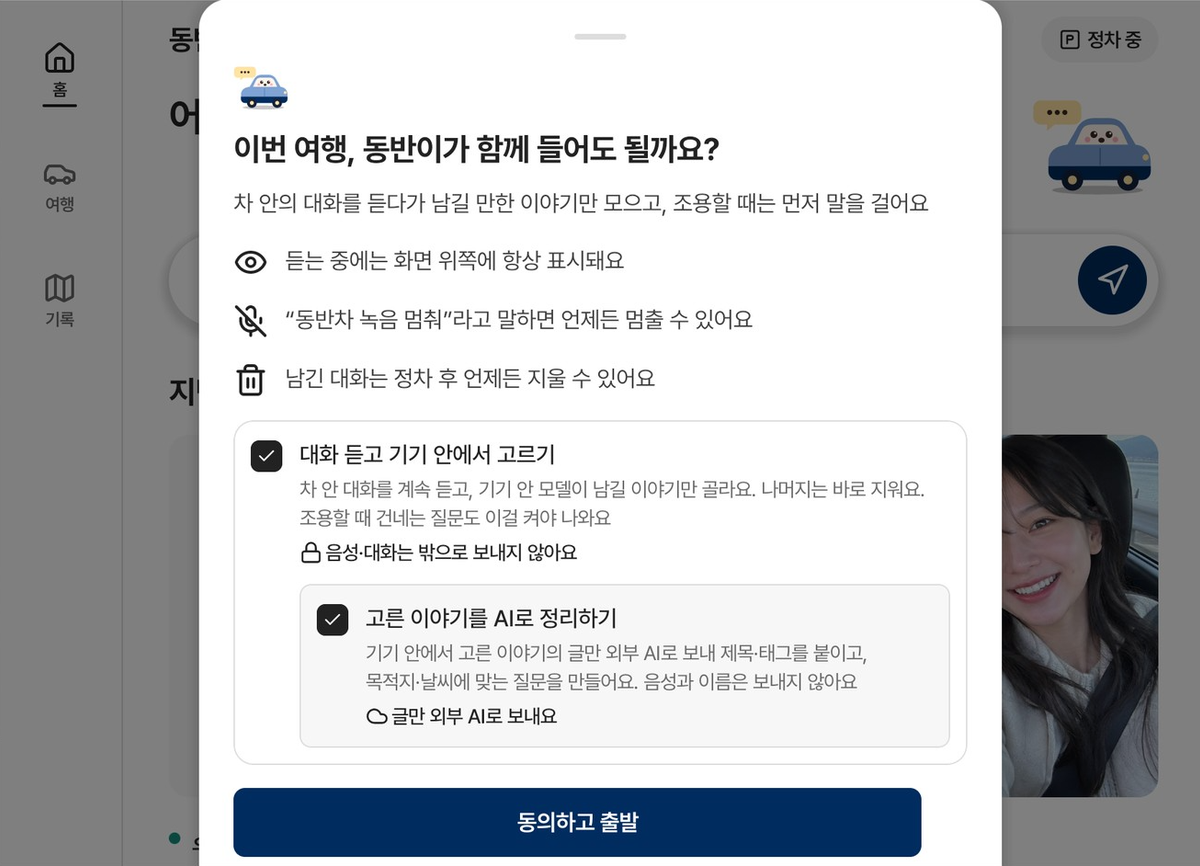 홈
여행
기록
동반
어
지
P 정차 중
이번 여행, 동반이가 함께 들어도 될까요?
차 안의 대화를 듣다가 남길 만한 이야기만 모으고, 조용할 때는 먼저 말을 걸어요
듣는 중에는 화면 위쪽에 항상 표시돼요
“동반차 녹음 멈춰”라고 말하면 언제든 멈출 수 있어요
남긴 대화는 정차 후 언제든 지울 수 있어요
대화 듣고 기기 안에서 고르기
차 안 대화를 계속 듣고, 기기 안 모델이 남길 이야기만 골라요. 나머지는 바로 지워요.
조용할 때 건네는 질문도 이걸 켜야 나와요
음성·대화는 밖으로 보내지 않아요
고른 이야기를 AI로 정리하기
기기 안에서 고른 이야기의 글만 외부 AI로 보내 제목·태그를 붙이고,
목적지·날씨에 맞는 질문을 만들어요. 음성과 이름은 보내지 않아요
글만 외부 AI로 보내요
동의하고 출발